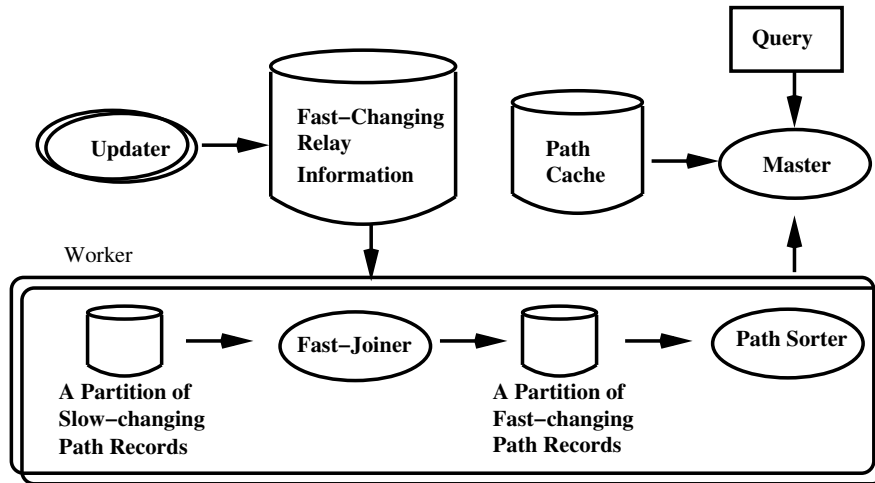 Query
Updater
Fast−Changing
Relay
Information
Path
Cache
Master
Worker
Fast−Joiner
Path Sorter
A Partition of
Slow−changing
Path Records
A Partition of
Fast−changing
Path Records